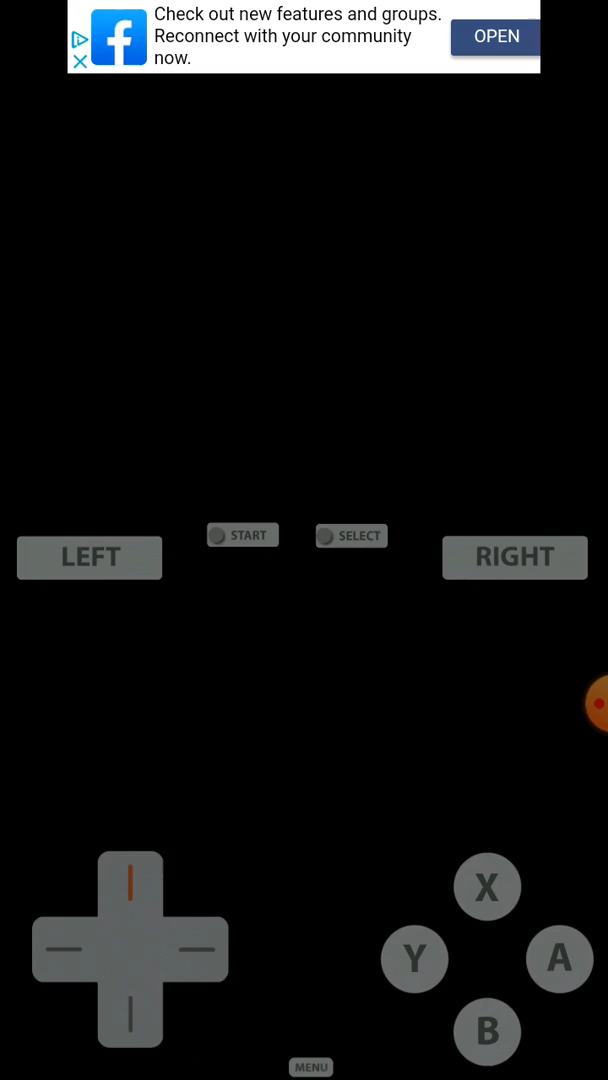 Check out new features and groups.
Reconnect with your community
now.
OPEN
START
SELECT
LEFT
RIGHT
X
Y
A
B
MENU